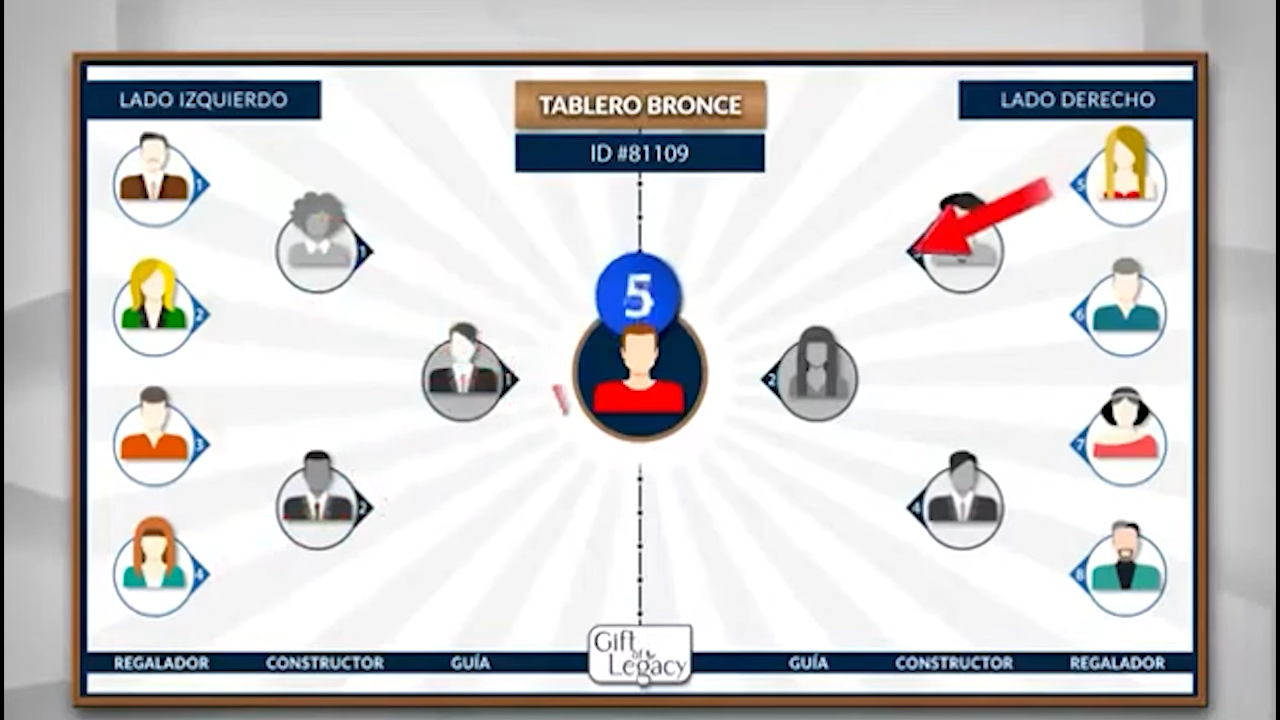 LADO IZQUIERDO
TABLERO BRONCE
LADO DERECHO
ID #81109
1
5
1
2
6
5
1
2
3
7
2
4
4
8
REGALADOR CONSTRUCTOR GUÍA
Gift
of
Legacy
GUÍA CONSTRUCTOR REGALADOR